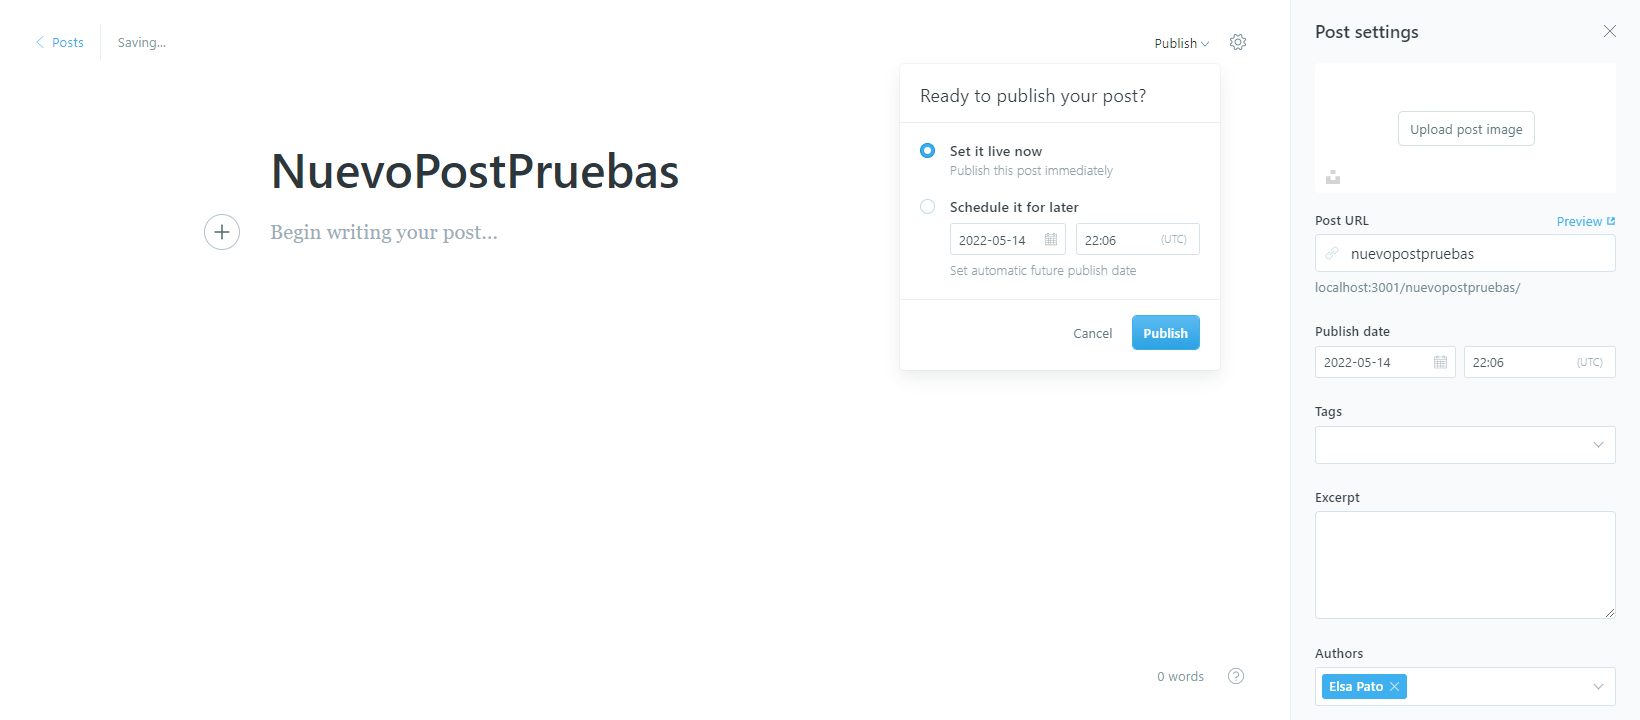 Posts
Saving...
Publish
NuevoPostPruebas
Begin writing your post...
Ready to publish your post?
Set it live now
Publish this post immediately
Schedule it for later
2022-05-14
22:06
(UTC)
Set automatic future publish date
Cancel
Publish
0 words
?
Post settings
Upload post image
Post URL
Preview
nuevopostpruebas
localhost:3001/nuevopostpruebas/
Publish date
2022-05-14
22:06
(UTC)
Tags
Excerpt
Authors
Elsa Pato